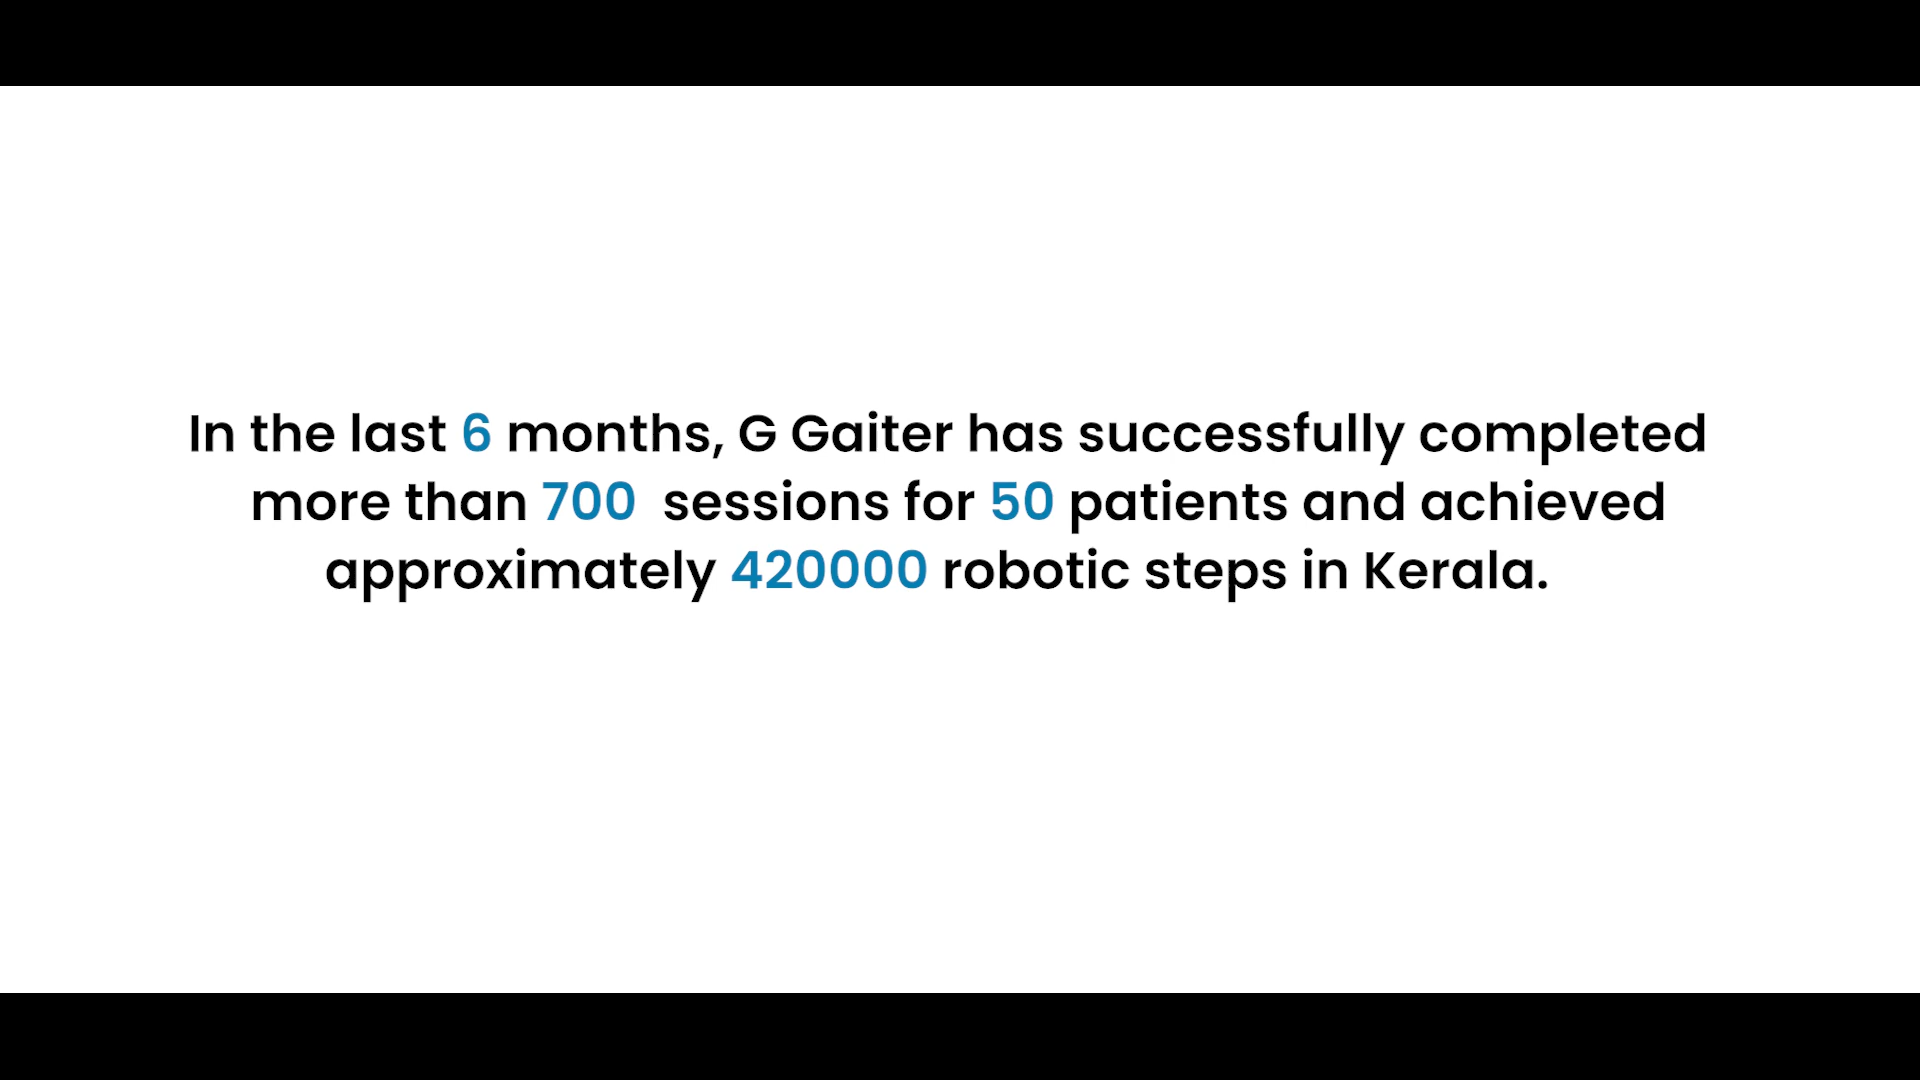 In the last 6 months, G Gaiter has successfully completed
more than 700 sessions for 50 patients and achieved
approximately 420000 robotic steps in Kerala.